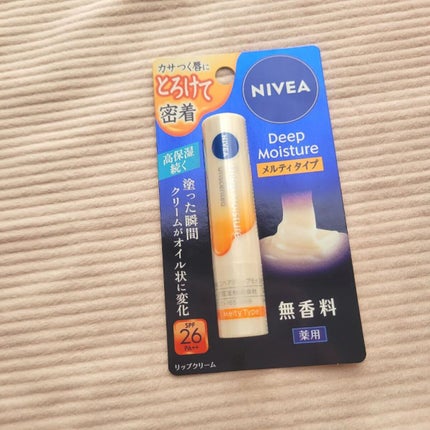 カサつく唇に
とろけて
密着
高保湿
続く
塗った瞬間
クリームがオイル状に変化
SPF
26
PA++
リップクリーム
NIVEA
Deep
Moisture
メルティタイプ
無香料
薬用
NIVEA
Melty Type